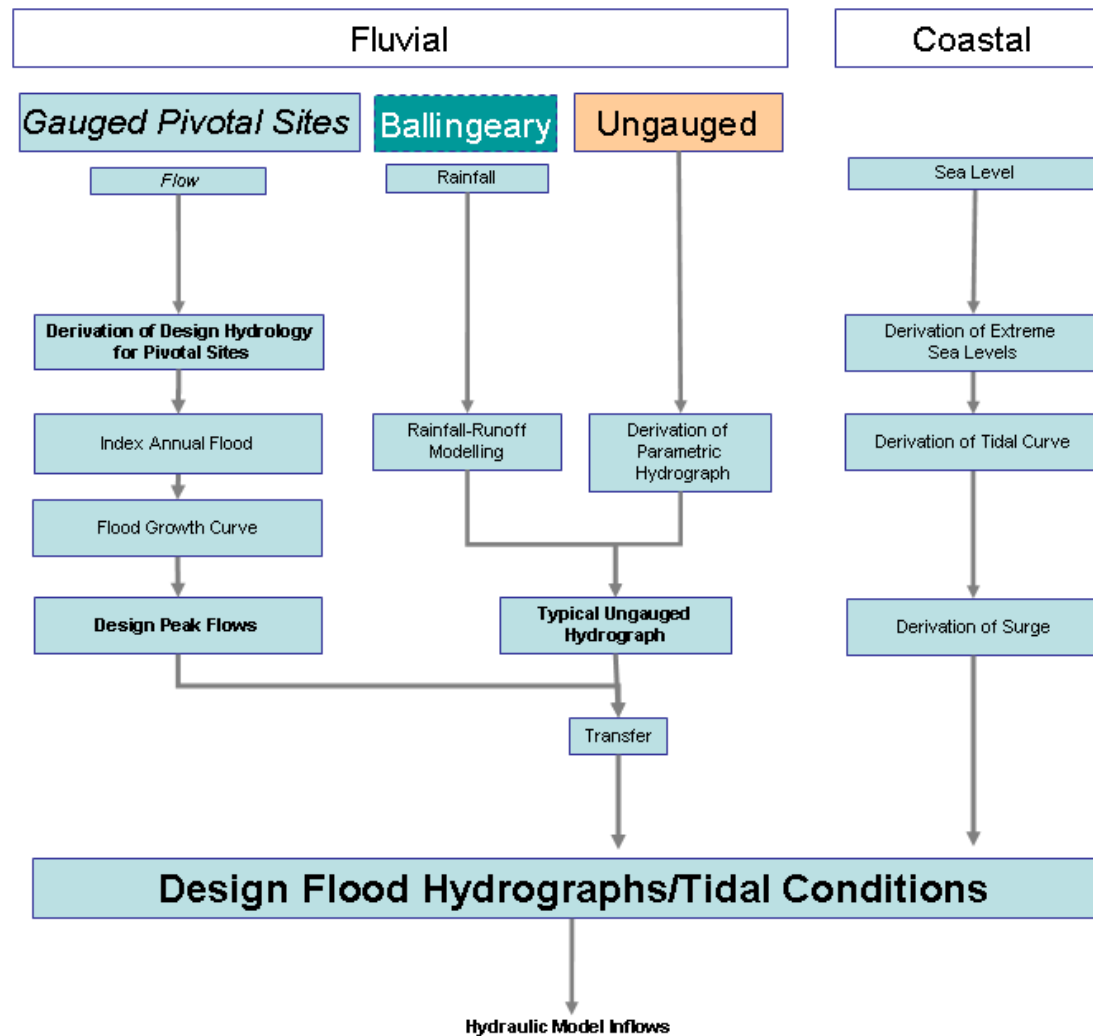 Fluvial
Coastal
Gauged Pivotal Sites
Ballingeary
Ungauged
Flow
Rainfall
Sea Level
Derivation of Design Hydrology
for Pivotal Sites
Derivation of Extreme
Sea Levels
Index Annual Flood
Rainfall-Runoff
Modelling
Derivation of
Parametric
Hydrograph
Derivation of Tidal Curve
Flood Growth Curve
Design Peak Flows
Typical Ungauged
Hydrograph
Derivation of Surge
Transfer
Design Flood Hydrographs/Tidal Conditions
Hydraulic Model Inflows